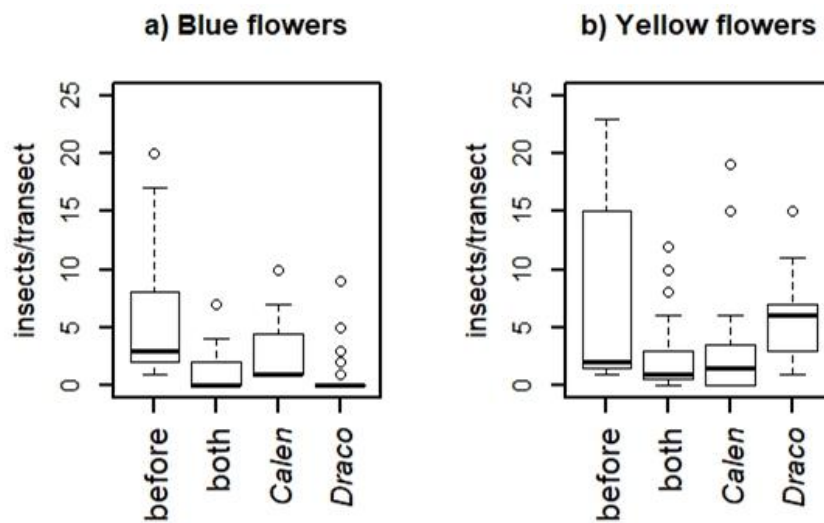 a) Blue flowers
insects/transect
25
20
15
10
5
0
before
both
Calen
Draco
b) Yellow flowers
insects/transect
25
20
15
10
5
0
before
both
Calen
Draco